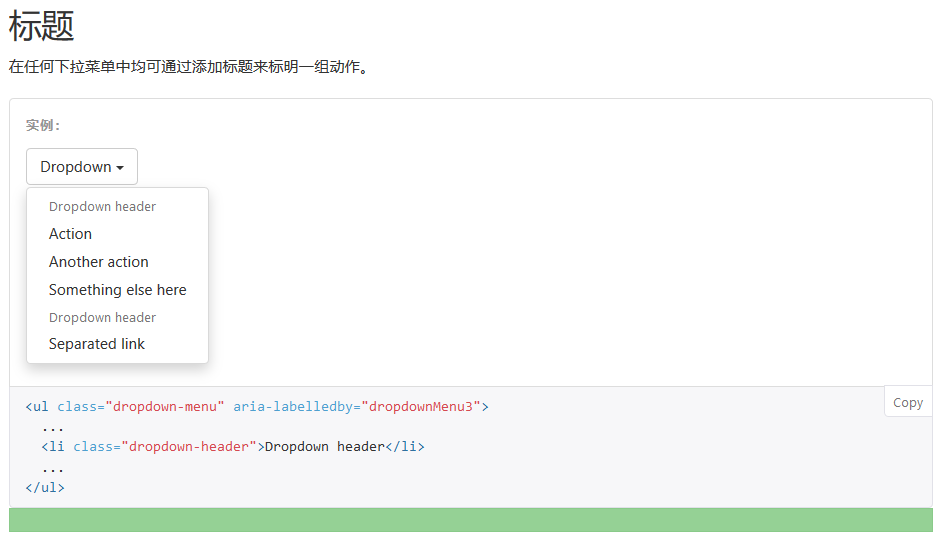 标题
在任何下拉菜单中均可通过添加标题来标明一组动作。
实例:
Dropdown
Dropdown header
Action
Another action
Something else here
Dropdown header
Separated link
Copy
<ul class="dropdown-menu" aria-labelledby="dropdownMenu3">
  ...
  <li class="dropdown-header">Dropdown header</li>
  ...
</ul>